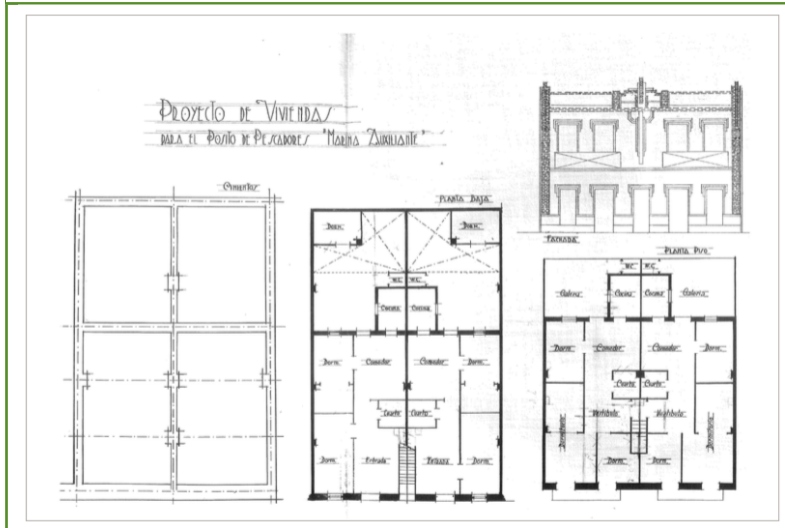 PROYECTO DE VIVIENDAS
PARA EL POSITO DE PESCADORES "MARINA AUXILIANTE"
Cimientos
PLANTA BAJA
Dorm. Dorm.
W.C. W.C.
Cocina Cocina
Dorm. Comedor Comedor Dorm.
Cuarto Cuarto
Dorm. Entrada Entrada Dorm.
FACHADA
PLANTA PISO
W.C. W.C.
Galeria Cocina Cocina Galeria
Dorm. Comedor Comedor Dorm.
Cuarto Cuarto
Dormitorio Vestibulo Vestibulo Dormitorio
Dorm. Dorm.